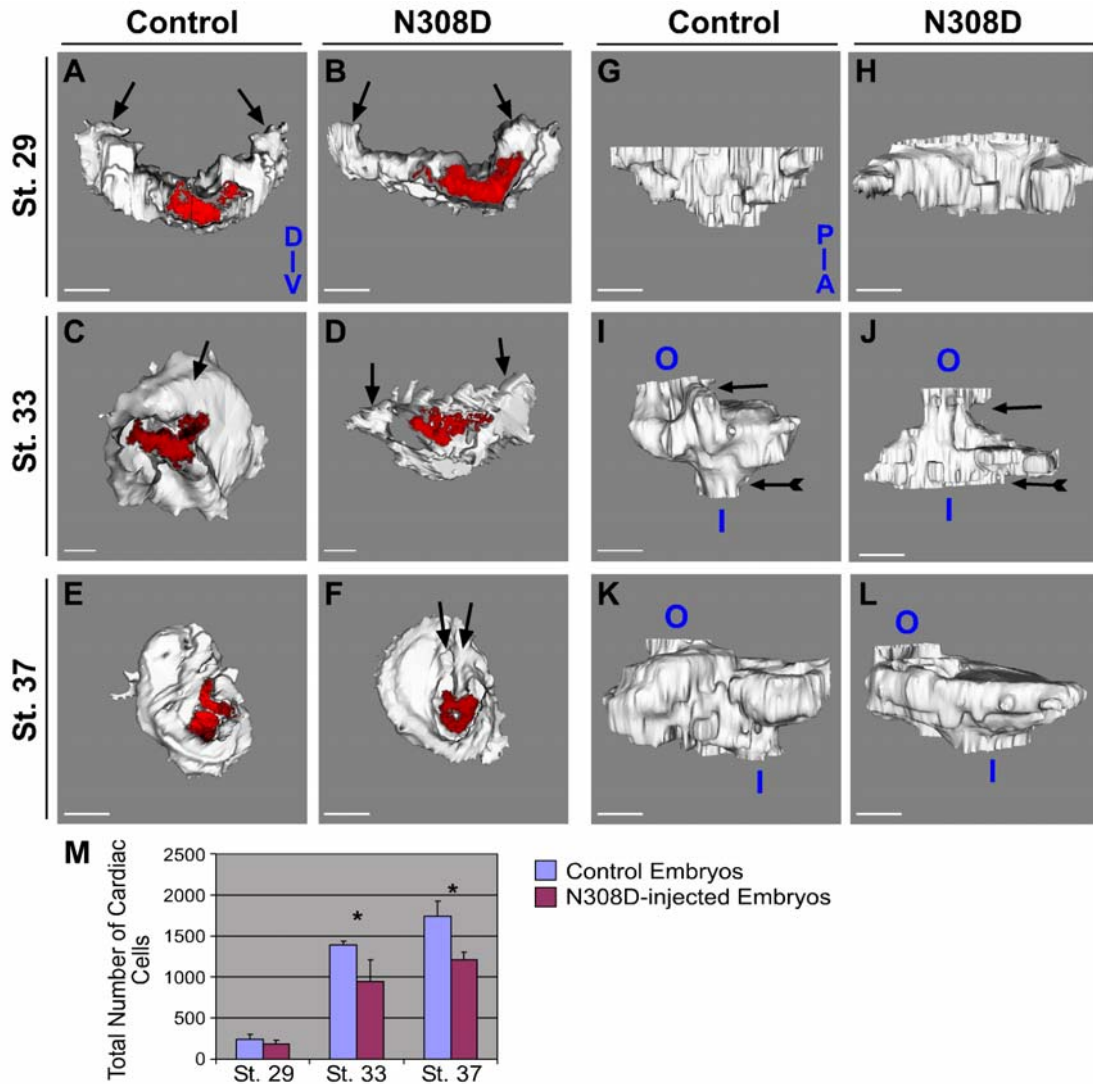 Control N308D Control N308D
St. 29
A B G H
D
I
V
P
I
A
St. 33
C D I J
O O
I I
St. 37
E F K L
O O
I I
M
Total Number of Cardiac
Cells
2500
2000
1500
1000
500
0
* *
St. 29 St. 33 St. 37
Control Embryos
N308D-injected Embryos